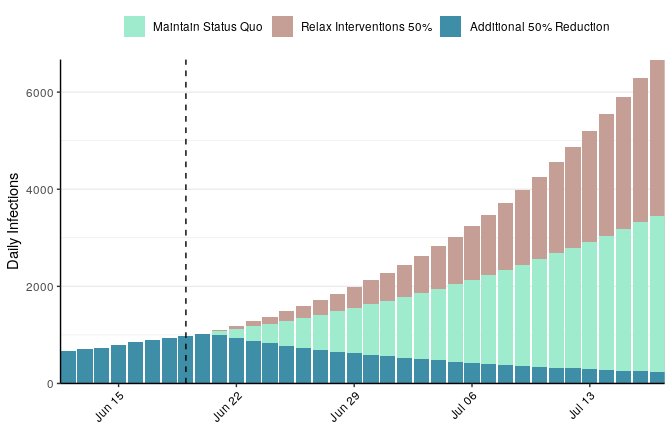 Maintain Status Quo Relax Interventions 50% Additional 50% Reduction
Daily Infections
6000
4000
2000
0
Jun 15 Jun 22 Jun 29 Jul 06 Jul 13